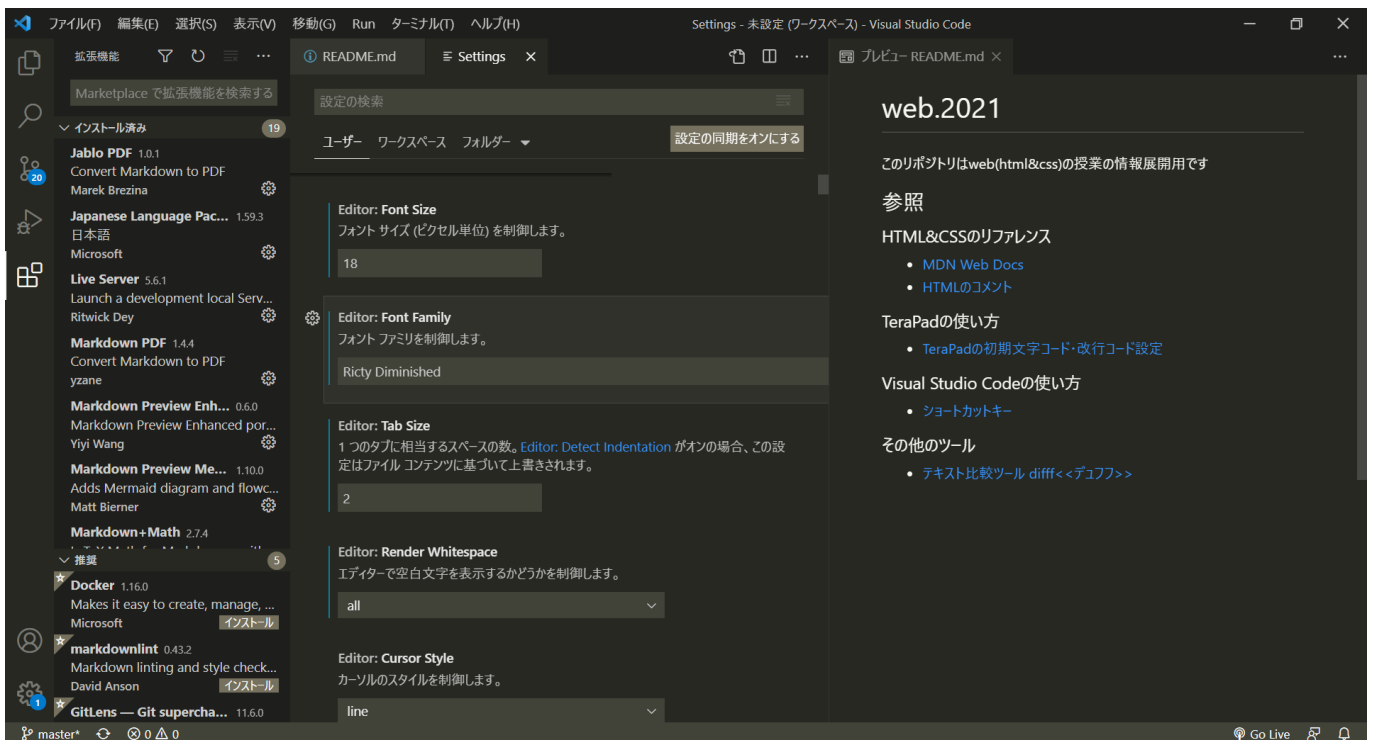 ファイル(F) 編集(E) 選択(S) 表示(V) 移動(G) Run ターミナル(T) ヘルプ(H)
Settings - 未設定 (ワークスペース) - Visual Studio Code
拡張機能
Marketplace で拡張機能を検索する
インストール済み 19
Jablo PDF 1.0.1
Convert Markdown to PDF
Marek Brezina
Japanese Language Pac... 1.59.3
日本語
Microsoft
Live Server 5.6.1
Launch a development local Serv...
Ritwick Dey
Markdown PDF 1.4.4
Convert Markdown to PDF
yzane
Markdown Preview Enh... 0.6.0
Markdown Preview Enhanced por...
Yiyi Wang
Markdown Preview Me... 1.10.0
Adds Mermaid diagram and flowc...
Matt Bierner
Markdown+Math 2.7.4
推奨 5
Docker 1.16.0
Makes it easy to create, manage, ...
Microsoft インストール
markdownlint 0.43.2
Markdown linting and style check...
David Anson インストール
GitLens — Git supercha... 11.6.0
20
1
README.md
Settings
設定の検索
ユーザー ワークスペース フォルダー
設定の同期をオンにする
Editor: Font Size
フォント サイズ (ピクセル単位) を制御します。
18
Editor: Font Family
フォント ファミリを制御します。
Ricty Diminished
Editor: Tab Size
1 つのタブに相当するスペースの数。Editor: Detect Indentation がオンの場合、この設
定はファイル コンテンツに基づいて上書きされます。
2
Editor: Render Whitespace
エディターで空白文字を表示するかどうかを制御します。
all
Editor: Cursor Style
カーソルのスタイルを制御します。
line
プレビュー README.md
web.2021
このリポジトリはweb(html&css)の授業の情報展開用です
参照
HTML&CSSのリファレンス
MDN Web Docs
HTMLのコメント
TeraPadの使い方
TeraPadの初期文字コード・改行コード設定
Visual Studio Codeの使い方
ショートカットキー
その他のツール
テキスト比較ツール difff<<デュフフ>>
master* 0 0
Go Live